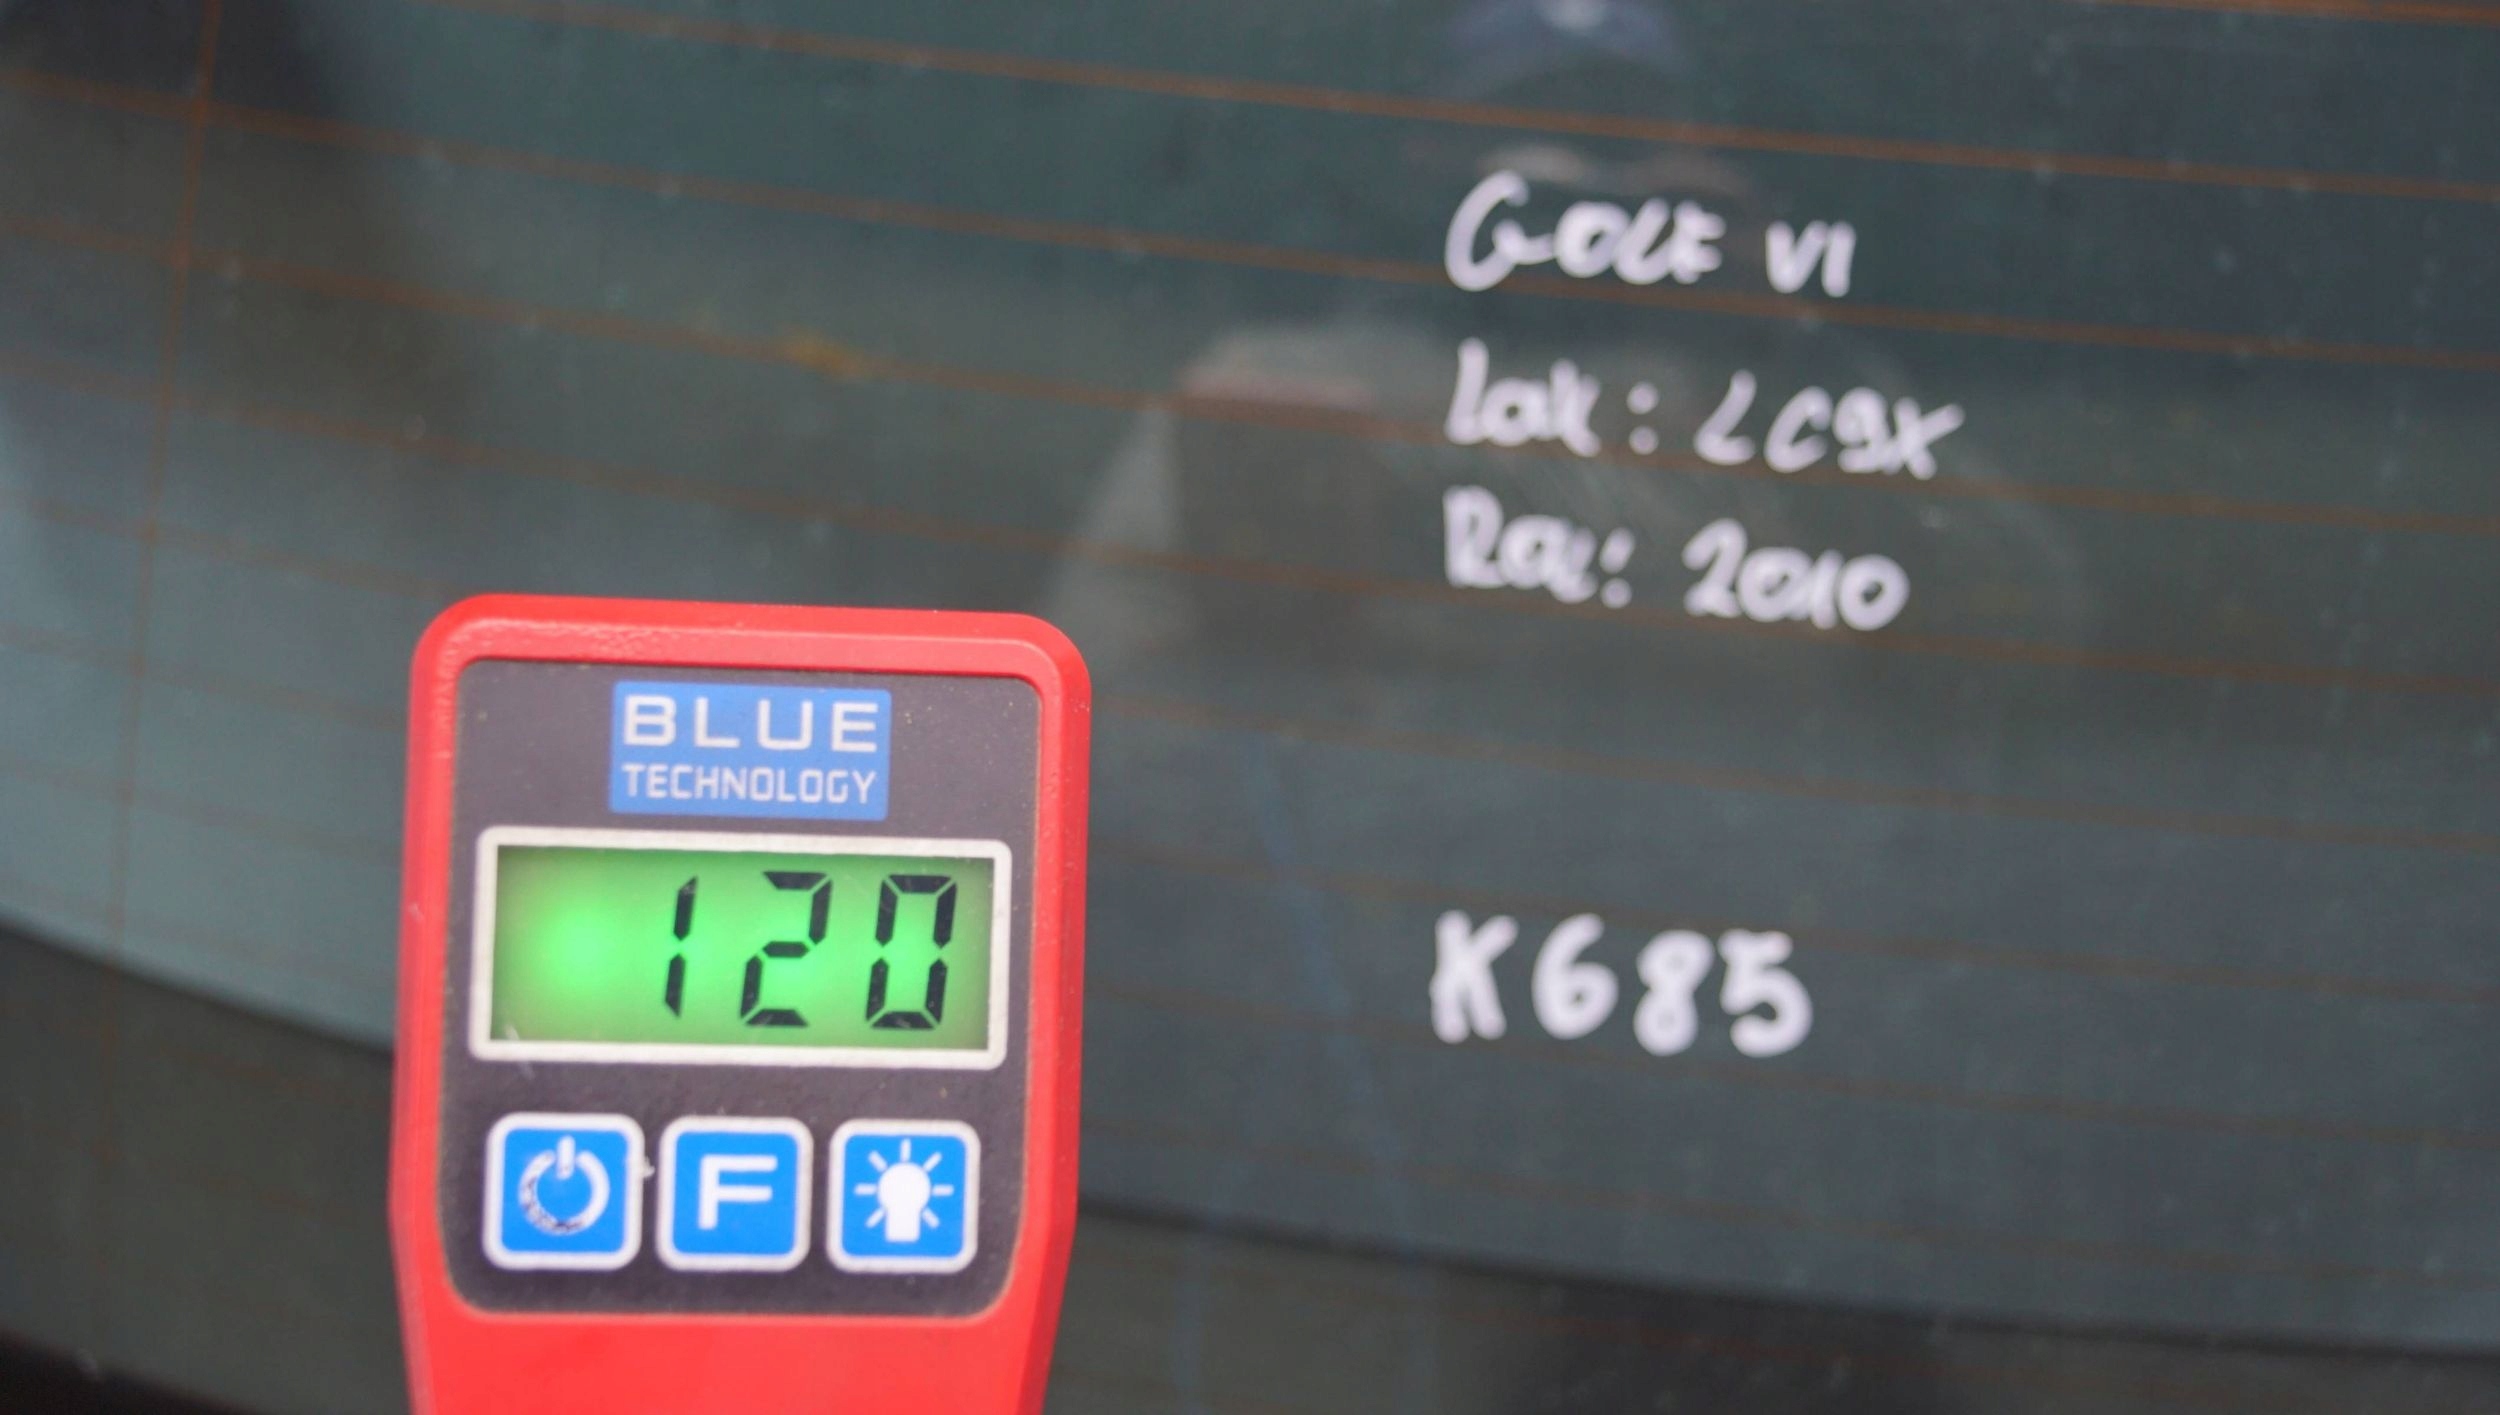 GOLF VI
Lak: LC9X
Rok: 2010
K685
BLUE
TECHNOLOGY
120
F